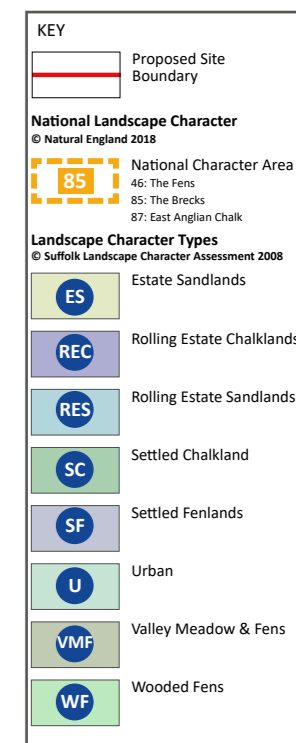 KEY
Proposed Site
Boundary
National Landscape Character
© Natural England 2018
85
National Character Area
46: The Fens
85: The Brecks
87: East Anglian Chalk
Landscape Character Types
© Suffolk Landscape Character Assessment 2008
ES
Estate Sandlands
REC
Rolling Estate Chalklands
RES
Rolling Estate Sandlands
SC
Settled Chalkland
SF
Settled Fenlands
U
Urban
VMF
Valley Meadow & Fens
WF
Wooded Fens